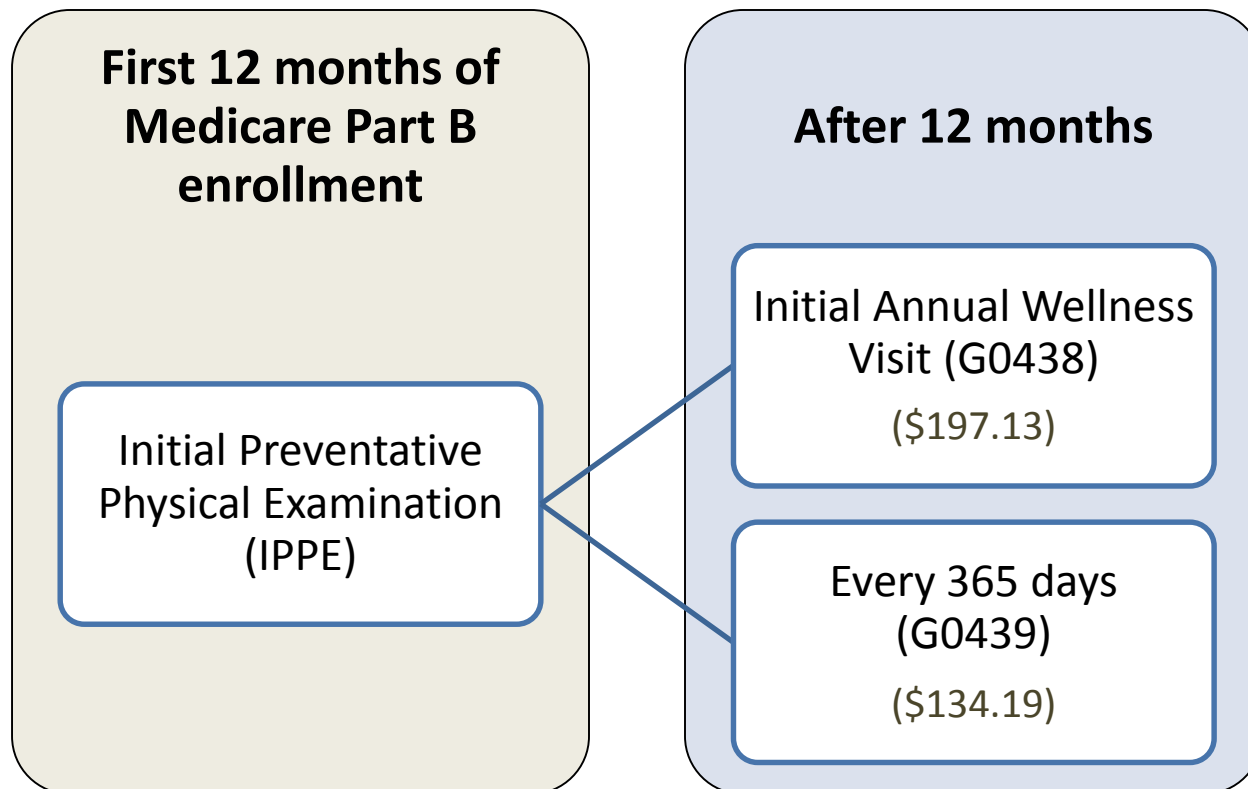 First 12 months of
Medicare Part B
enrollment
Initial Preventative
Physical Examination
(IPPE)
After 12 months
Initial Annual Wellness
Visit (G0438)
($197.13)
Every 365 days
(G0439)
($134.19)